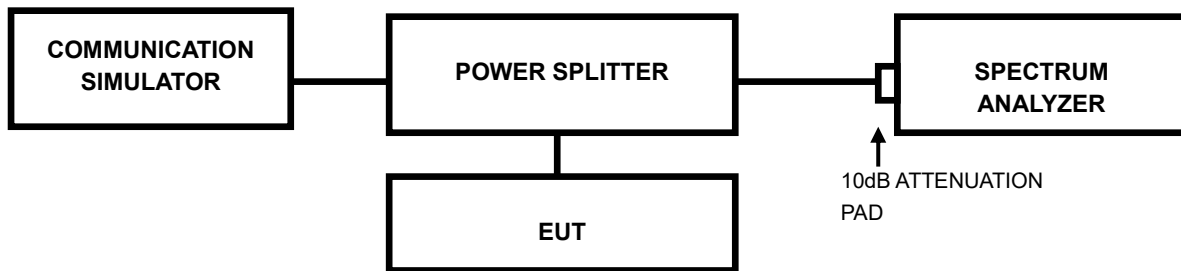 COMMUNICATION
SIMULATOR
POWER SPLITTER
SPECTRUM
ANALYZER
10dB ATTENUATION
PAD
EUT